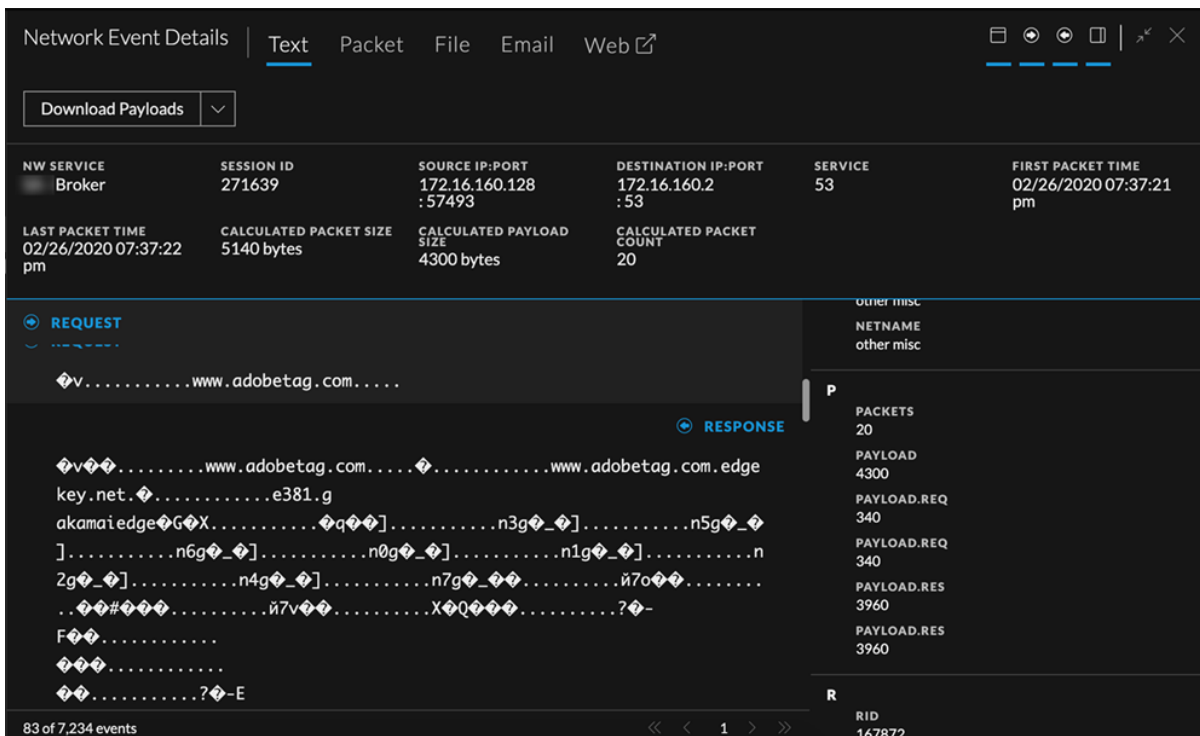 Network Event Details
Text
Packet
File
Email
Web
Download Payloads
NW SERVICE
Broker
SESSION ID
271639
SOURCE IP:PORT
172.16.160.128
: 57493
DESTINATION IP:PORT
172.16.160.2
: 53
SERVICE
53
FIRST PACKET TIME
02/26/2020 07:37:21
pm
LAST PACKET TIME
02/26/2020 07:37:22
pm
CALCULATED PACKET SIZE
5140 bytes
CALCULATED PAYLOAD
SIZE
4300 bytes
CALCULATED PACKET
COUNT
20
REQUEST
REQUEST
�v...........www.adobetag.com.....
RESPONSE
�v��.........www.adobetag.com.....�............www.adobetag.com.edge
key.net.�............e381.g
akamaiedge�G�X...........�q��]...........n3g�_�]...........n5g�_�
]...........n6g�_�]...........n0g�_�]...........n1g�_�]...........n
2g�_�]...........n4g�_�]...........n7g�_��..........й7o��........
..��#���..........й7v��..........X�Q���..........?�-
F��............
���............
��...........?�-E
83 of 7,234 events
1
other misc
NETNAME
other misc
P
PACKETS
20
PAYLOAD
4300
PAYLOAD.REQ
340
PAYLOAD.REQ
340
PAYLOAD.RES
3960
PAYLOAD.RES
3960
R
RID
167872